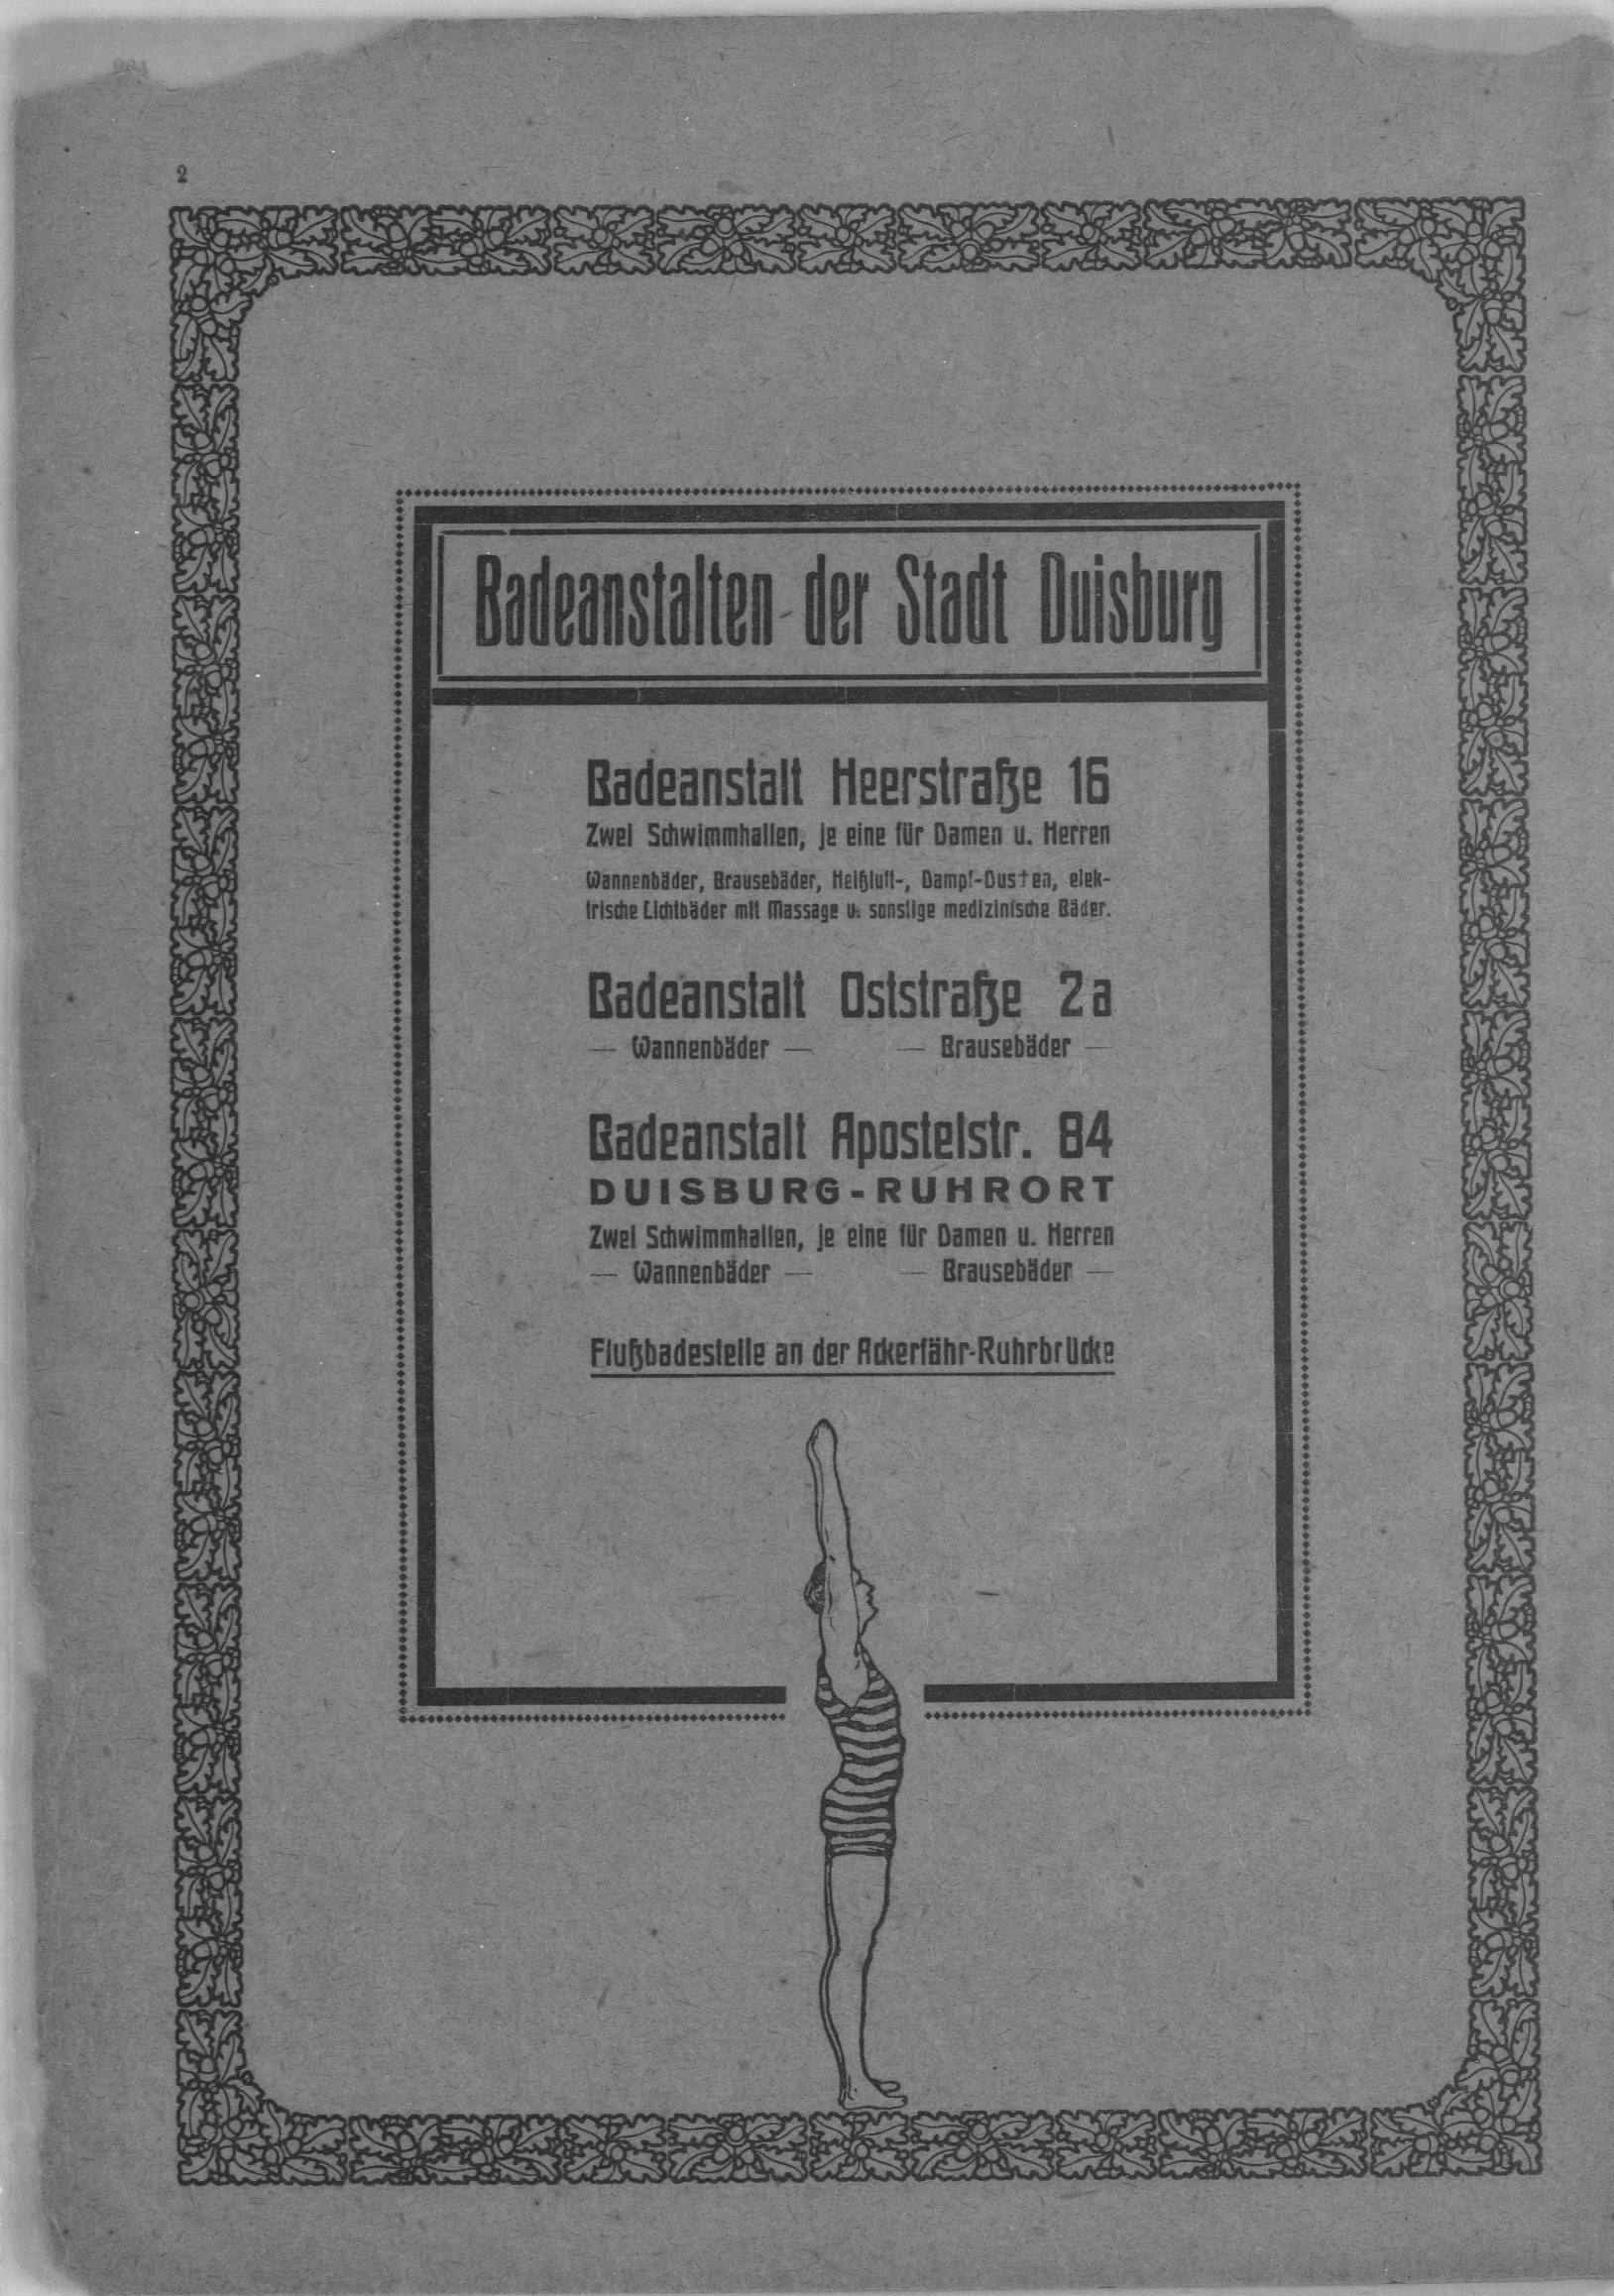 2
Badeanstalten der Stadt Duisburg
Badeanstalt Heerstraße 16
Zwei Schwimmhallen, je eine für Damen u. Herren
Wannenbäder, Brausebäder, Heißluft-, Dampf-Dus†en, elek-
trische Lichtbäder mit Massage u. sonstige medizinische Bäder.
Badeanstalt Oststraße 2a
— Wannenbäder — — Brausebäder —
Badeanstalt Apostelstr. 84
DUISBURG-RUHRORT
Zwei Schwimmhallen, je eine für Damen u. Herren
— Wannenbäder — — Brausebäder —
Flußbadestelle an der Ackerfähr-Ruhrbrücke